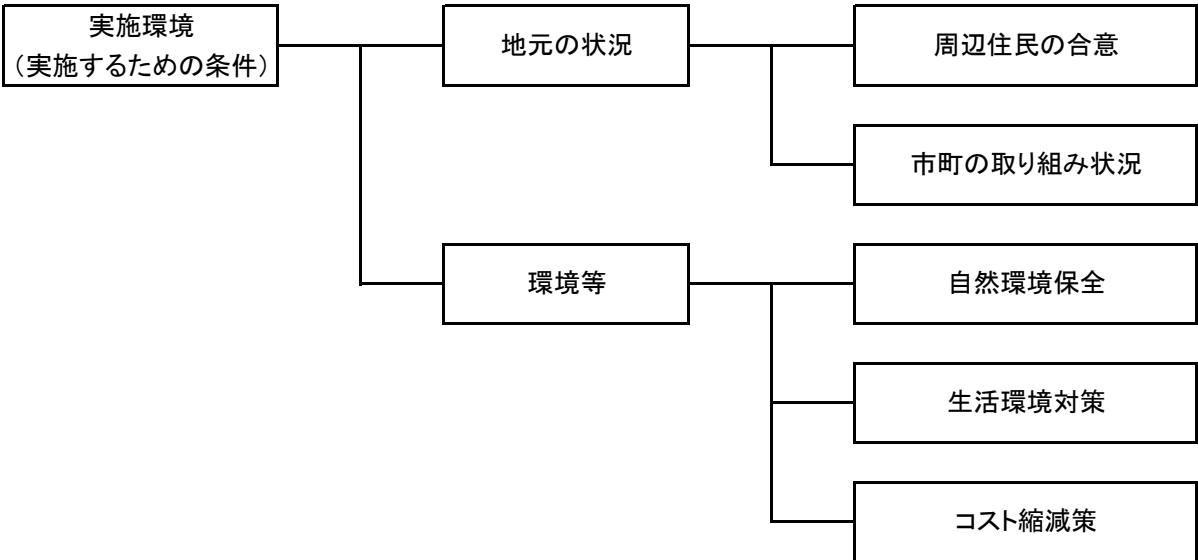 実施環境
（実施するための条件）
地元の状況
周辺住民の合意
市町の取り組み状況
環境等
自然環境保全
生活環境対策
コスト縮減策